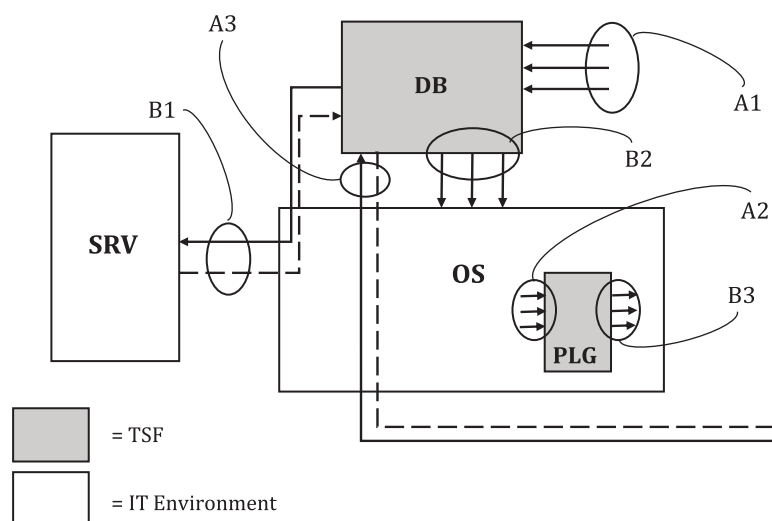 A3
DB
A1
B1
B2
A2
SRV
OS
B3
PLG
= TSF
= IT Environment